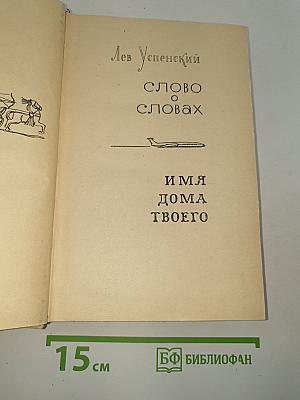 Лев Успенский
СЛОВО
О
СЛОВАХ
ИМЯ
ДОМА
ТВОЕГО
15 см
БФ БИБЛИОФАН